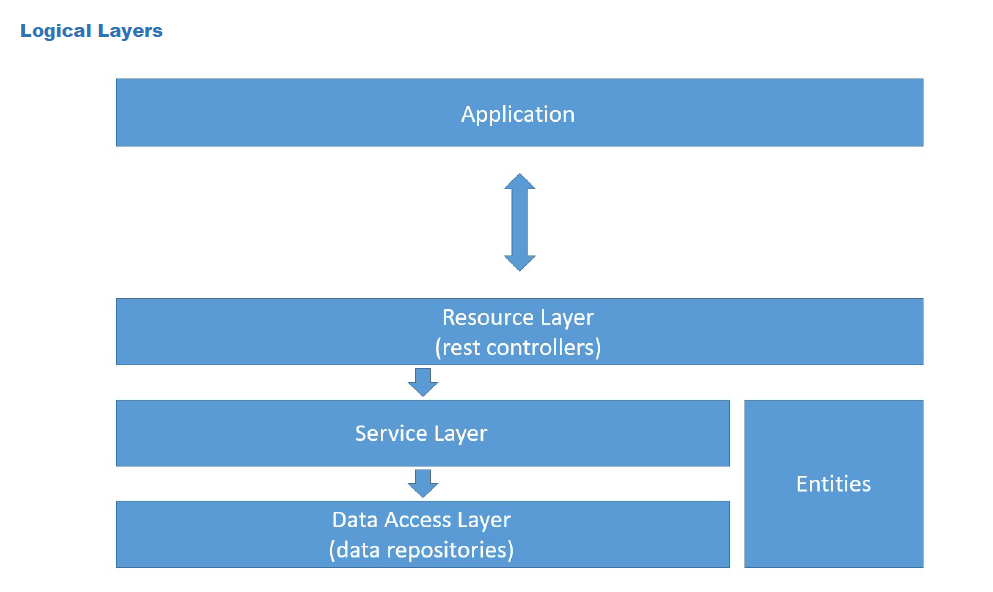 Logical Layers
Application
Resource Layer
(rest controllers)
Service Layer
Entities
Data Access Layer
(data repositories)